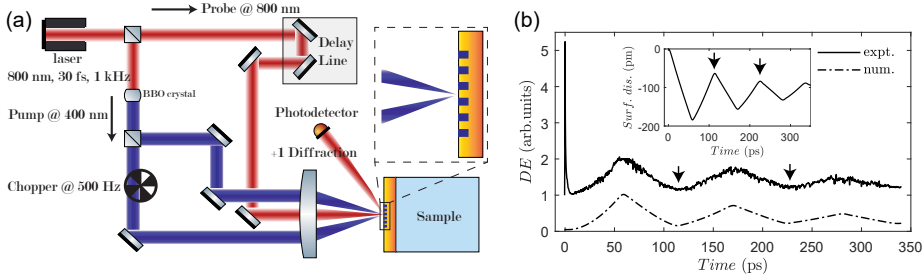 (a)
Probe @ 800 nm
laser
800 nm, 30 fs, 1 kHz
Delay
Line
BBO crystal
Pump @ 400 nm
Photodetector
+1 Diffraction
Chopper @ 500 Hz
Sample
(b)
DE (arb.units)
5
4
3
2
1
0
0
50
100
150
200
250
300
Time (ps)
expt.
num.
Surf. dis. (pm)
0
-100
-200
0
100
200
300
Time (ps)